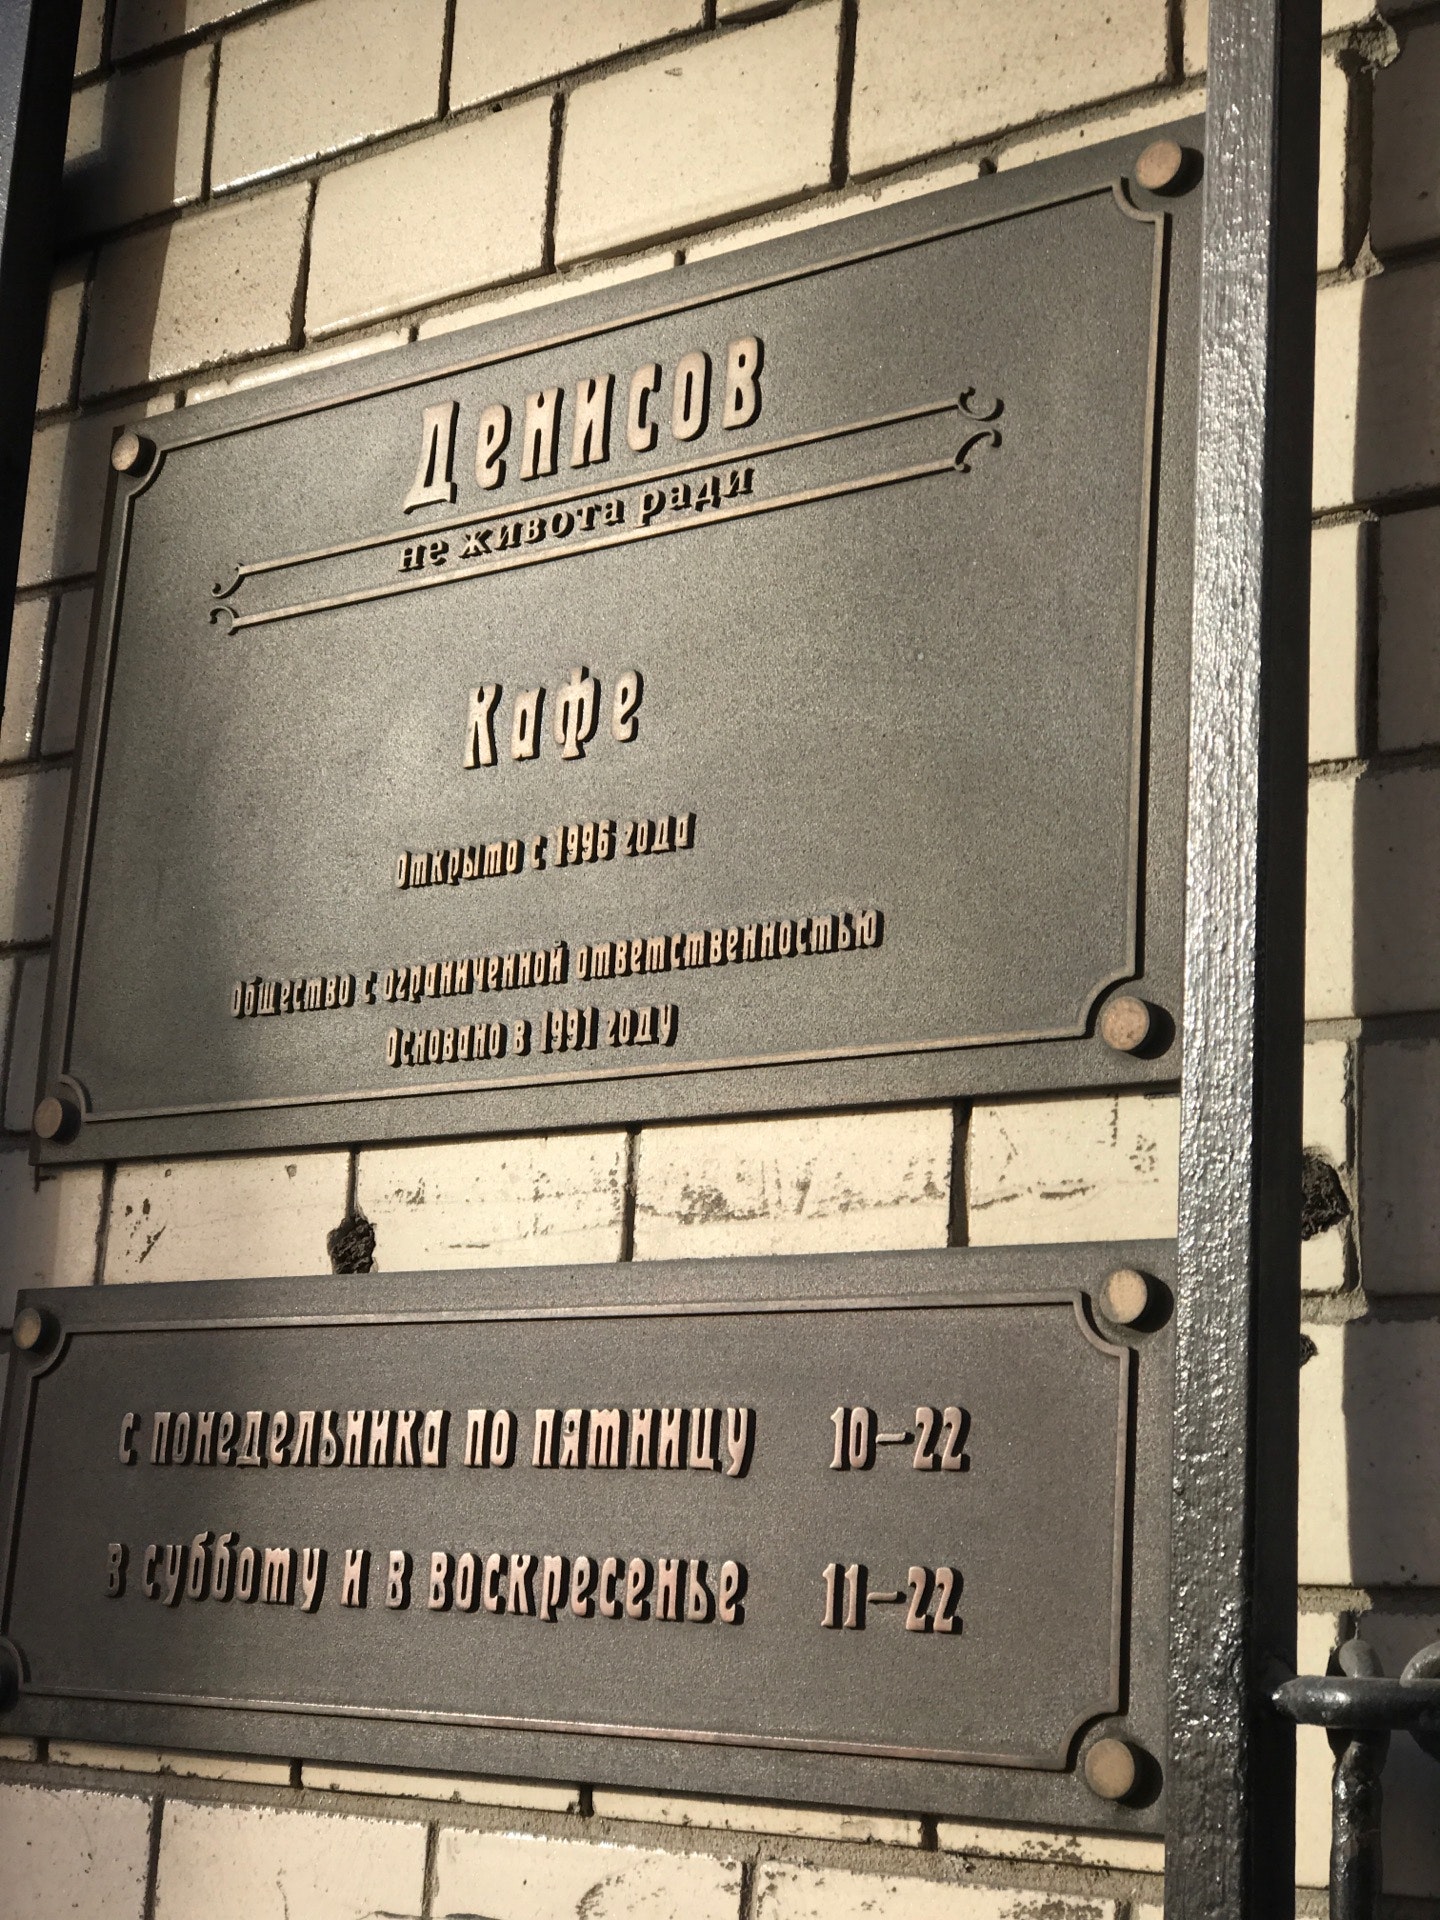 Денисов
не живота ради
Кафе
Открыто с 1996 года
Общество с ограниченной ответственностью
Основано в 1991 году
с понедельника по пятницу 10–22
в субботу и в воскресенье 11–22